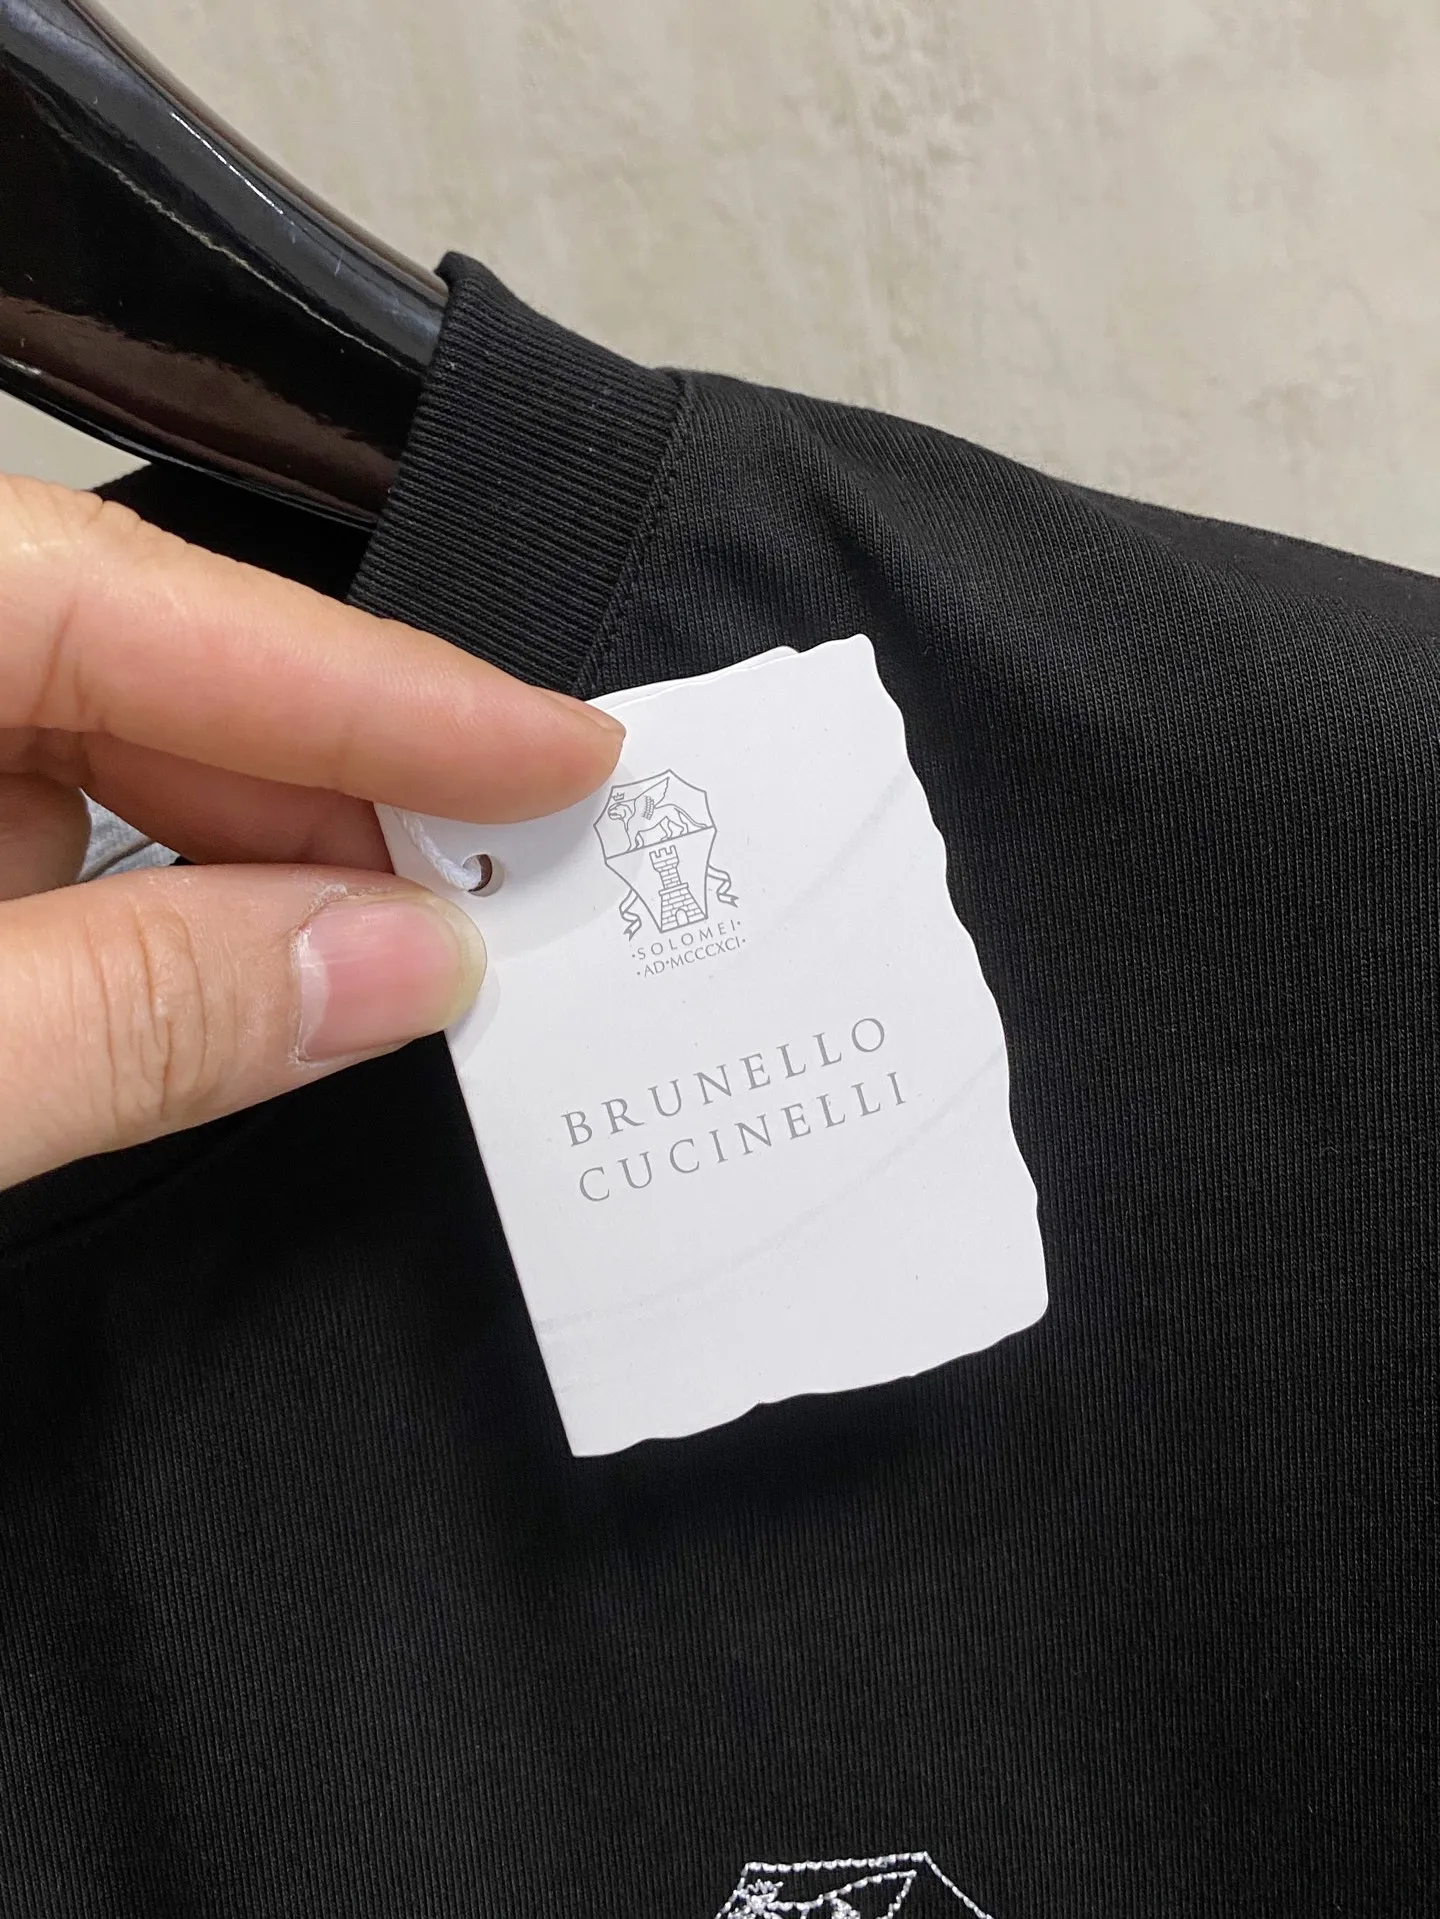 ·SOLOMEI·
·AD·MCCCXCI·
BRUNELLO
CUCINELLI